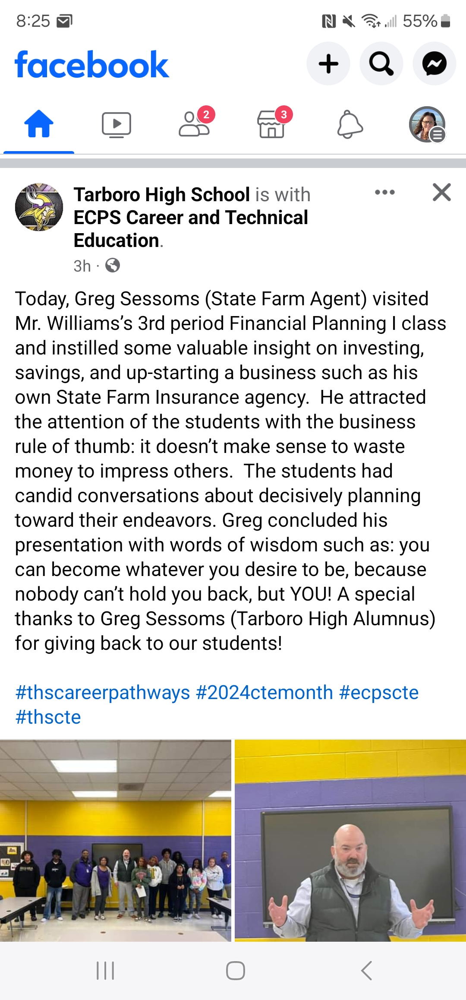 8:25
55%
facebook
2
3
Tarboro High School is with
ECPS Career and Technical
Education.
3h ·
Today, Greg Sessoms (State Farm Agent) visited
Mr. Williams’s 3rd period Financial Planning I class
and instilled some valuable insight on investing,
savings, and up-starting a business such as his
own State Farm Insurance agency.  He attracted
the attention of the students with the business
rule of thumb: it doesn’t make sense to waste
money to impress others.  The students had
candid conversations about decisively planning
toward their endeavors. Greg concluded his
presentation with words of wisdom such as: you
can become whatever you desire to be, because
nobody can’t hold you back, but YOU! A special
thanks to Greg Sessoms (Tarboro High Alumnus)
for giving back to our students!
#thscareerpathways #2024ctemonth #ecpscte
#thscte